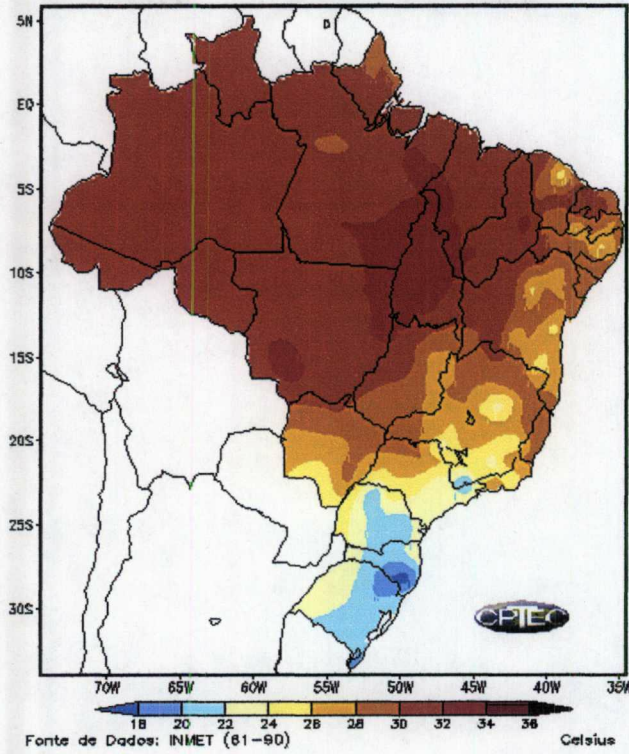 5N
EQ
5S
10S
15S
20S
25S
30S
CPTEC
70W 65W 60W 55W 50W 45W 40W 35W
18 20 22 24 26 28 30 32 34 36
Fonte de Dados: INMET (61-90) Celsius